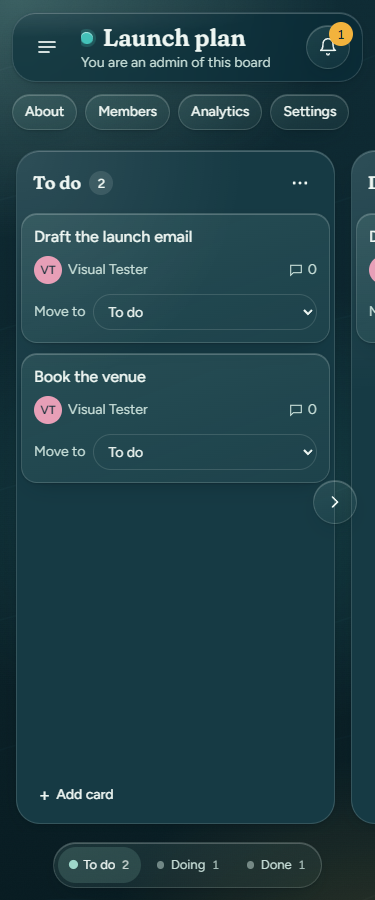 Launch plan
1
You are an admin of this board
About Members Analytics Settings
To do 2
Draft the launch email
VT Visual Tester 0
Move to To do
Book the venue
VT Visual Tester 0
Move to To do
+ Add card
To do 2 Doing 1 Done 1